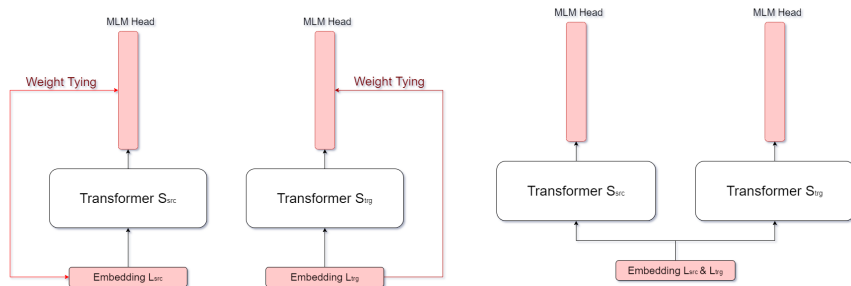 MLM Head
MLM Head
Weight Tying
Weight Tying
Transformer Ssrc
Transformer Strg
Embedding Lsrc
Embedding Ltrg
MLM Head
MLM Head
Transformer Ssrc
Transformer Strg
Embedding Lsrc & Ltrg